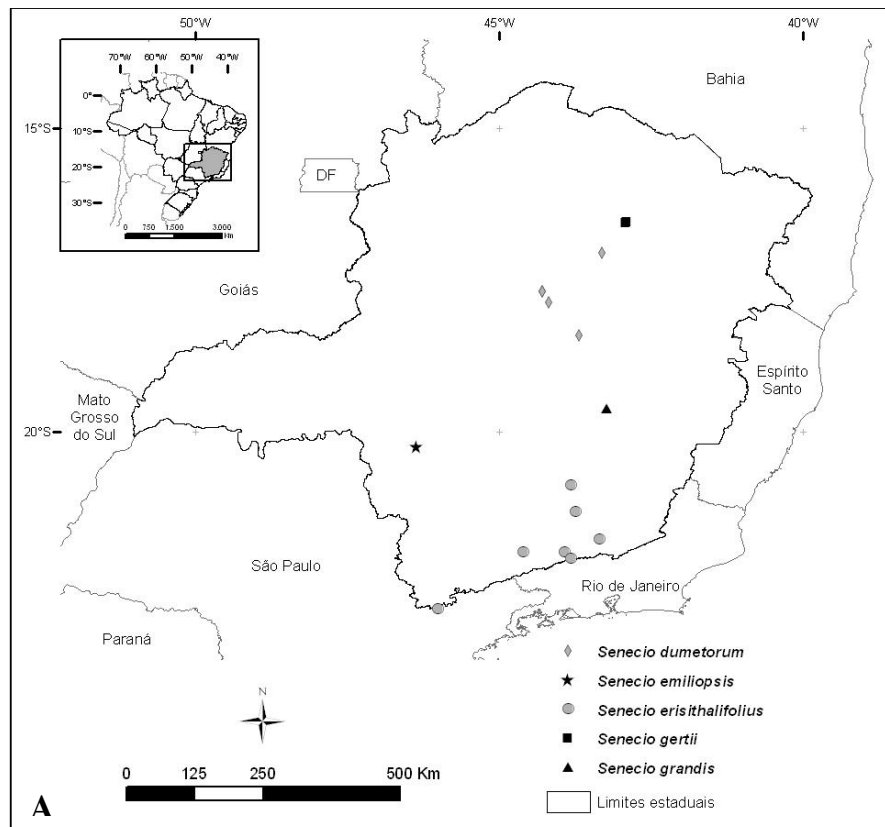 50°W 45°W 40°W
70°W 60°W 50°W 40°W
0°
10°S
20°S
30°S
0 750 1.500 3.000
Km
15°S
20°S
Bahia
DF
Goiás
Mato
Grosso
do Sul
Espírito
Santo
São Paulo
Rio de Janeiro
Paraná
Senecio dumetorum
Senecio emiliopsis
Senecio erisithalifolius
Senecio gertii
Senecio grandis
Limites estaduais
N
0 125 250 500 Km
A